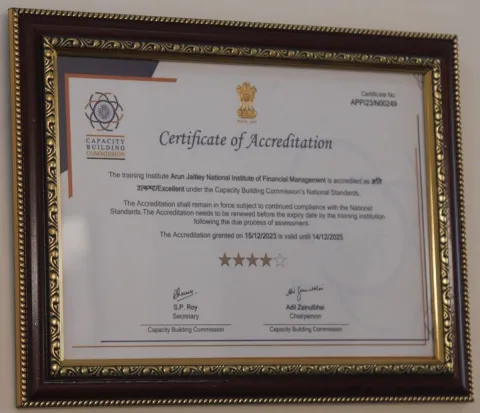 Certificate No.
APP/23/N00249
CAPACITY
BUILDING
COMMISSION
Certificate of Accreditation
The training Institute Arun Jaitley National Institute of Financial Management is accredited as अति
उत्कृष्ट/Excellent under the Capacity Building Commission's National Standards.
The Accreditation shall remain in force subject to continued compliance with the National
Standards. The Accreditation needs to be renewed before the expiry date by the training institution
following the due process of assessment.
The Accreditation granted on 15/12/2023 is valid until 14/12/2025
S.P. Roy
Secretary
Capacity Building Commission
Adil Zainulbhai
Chairperson
Capacity Building Commission